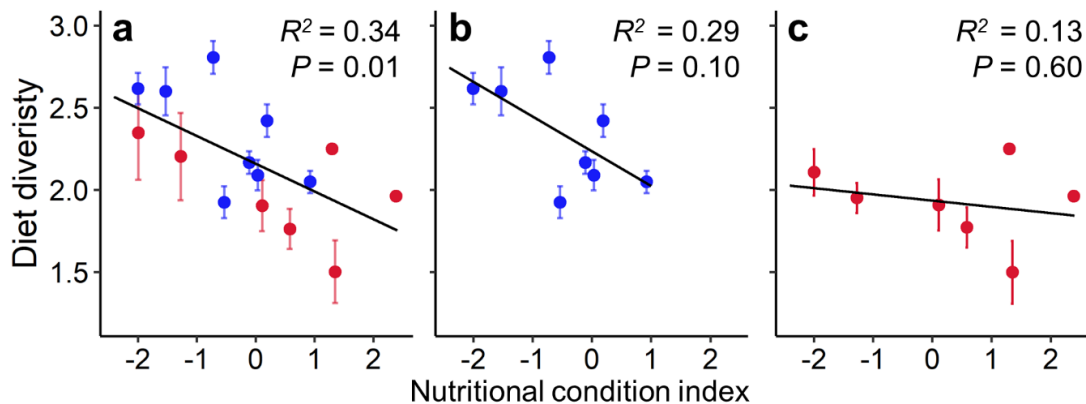 a
R² = 0.34
P = 0.01
b
R² = 0.29
P = 0.10
c
R² = 0.13
P = 0.60
Diet diveristy
3.0
2.5
2.0
1.5
-2 -1 0 1 2
-2 -1 0 1 2
-2 -1 0 1 2
Nutritional condition index